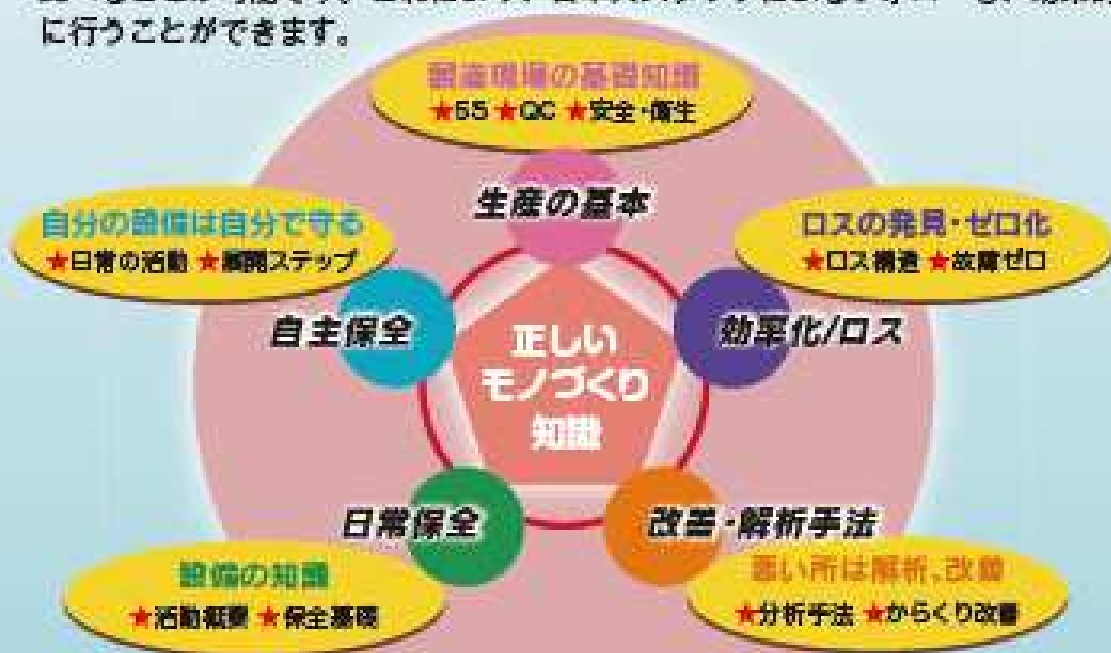 に行うことができます。
製造現場の基礎知識
★5S ★QC ★安全・衛生
生産の基本
自分の設備は自分で守る
★日常の活動 ★展開ステップ
自主保全
ロスの発見・ゼロ化
★ロス構造 ★故障ゼロ
効率化/ロス
正しい
モノづくり
知識
日常保全
設備の知識
★活動概要 ★保全基礎
改善・解析手法
悪い所は解析、改善
★分析手法 ★からくり改善